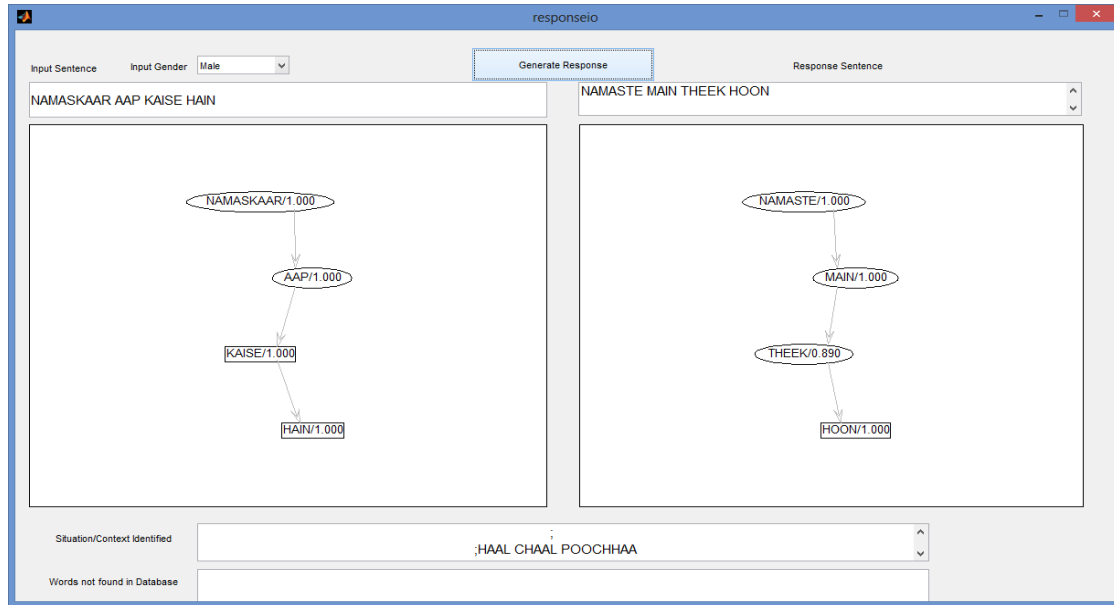 responseio
Input Sentence
Input Gender
Male
Generate Response
Response Sentence
NAMASKAAR AAP KAISE HAIN
NAMASTE MAIN THEEK HOON
NAMASKAAR/1.000
AAP/1.000
KAISE/1.000
HAIN/1.000
NAMASTE/1.000
MAIN/1.000
THEEK/0.890
HOON/1.000
Situation/Context Identified
;
;HAAL CHAAL POOCHHAA
Words not found in Database